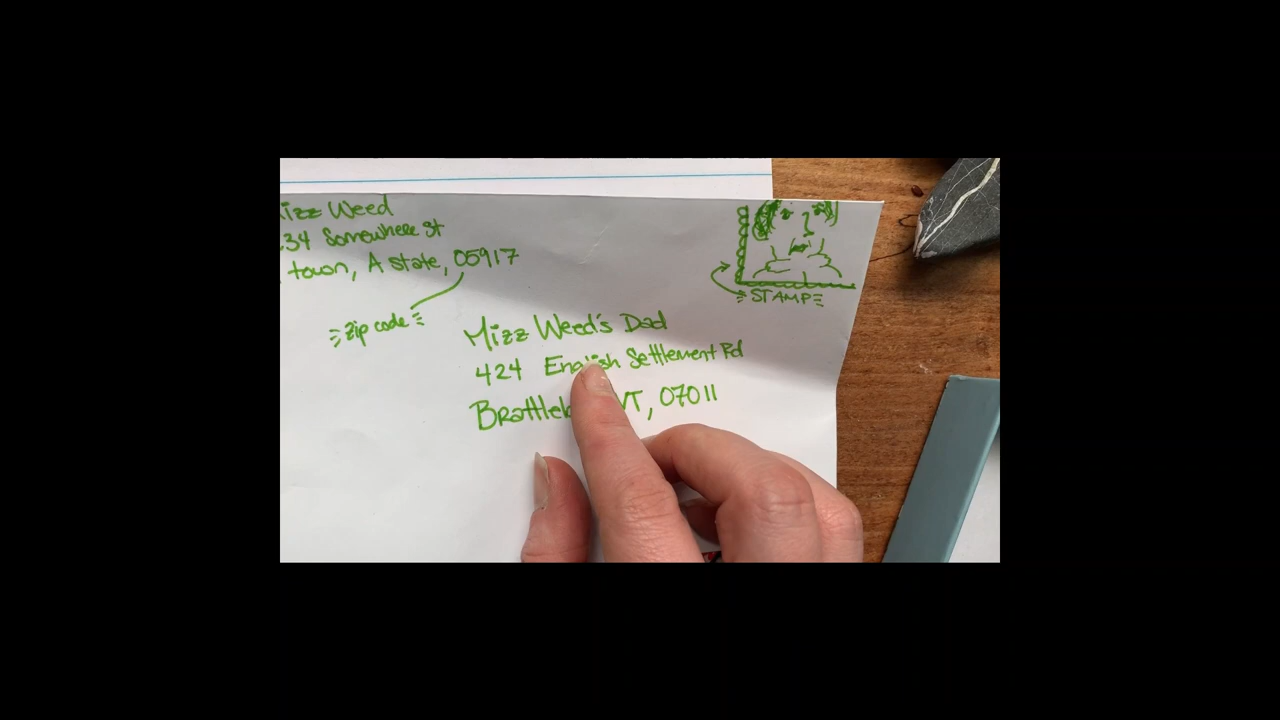 izz Weed
34 Somewhere St
town, A state, 05917
Zip code
STAMP
Mizz Weed's Dad
424 English Settlement Rd
Brattleb VT, 07011